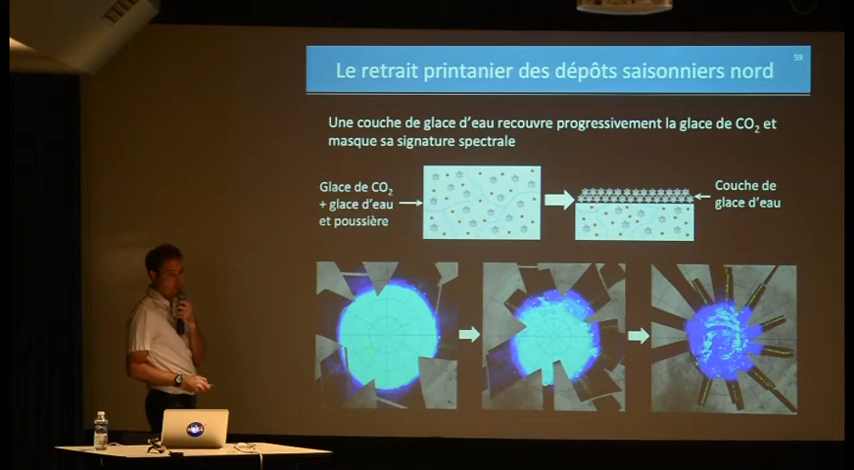 Le retrait printanier des dépôts saisonniers nord
59
Une couche de glace d'eau recouvre progressivement la glace de CO₂ et
masque sa signature spectrale
Glace de CO₂
+ glace d'eau
et poussière
Couche de
glace d'eau